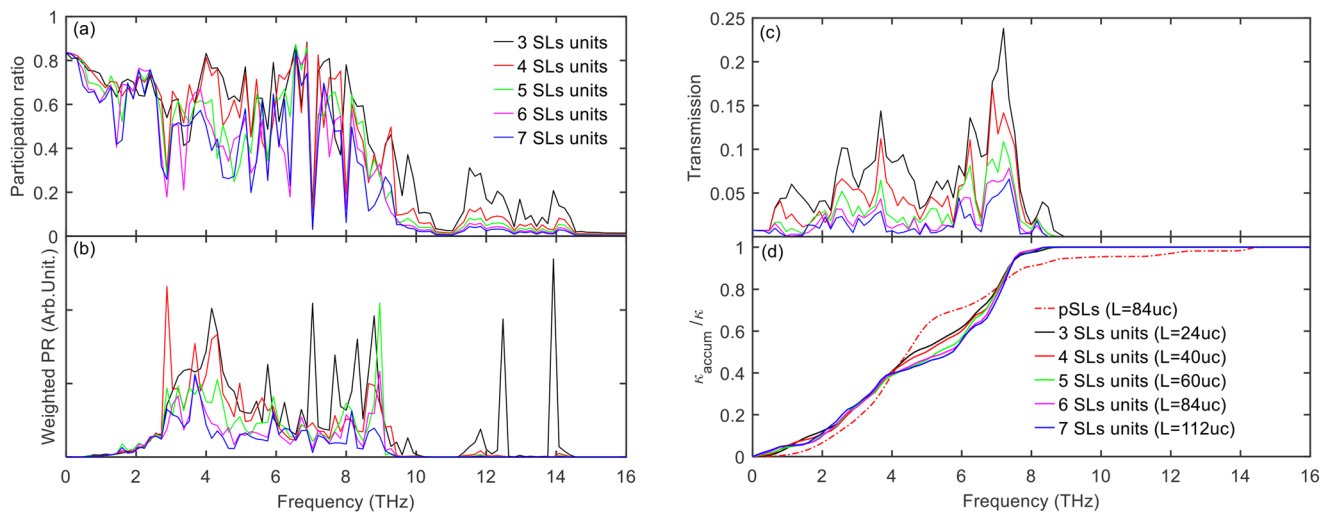 (a)
1
0.8
0.6
0.4
0.2
0
Participation ratio
3 SLs units
4 SLs units
5 SLs units
6 SLs units
7 SLs units
(b)
Weighted PR (Arb.Unit.)
0 2 4 6 8 10 12 14 16
Frequency (THz)
(c)
0.25
0.20
0.15
0.10
0.05
0
Transmission
(d)
1
0.8
0.6
0.4
0.2
0
κaccum/κ
pSLs (L=84uc)
3 SLs units (L=24uc)
4 SLs units (L=40uc)
5 SLs units (L=60uc)
6 SLs units (L=84uc)
7 SLs units (L=112uc)
0 2 4 6 8 10 12 14 16
Frequency (THz)